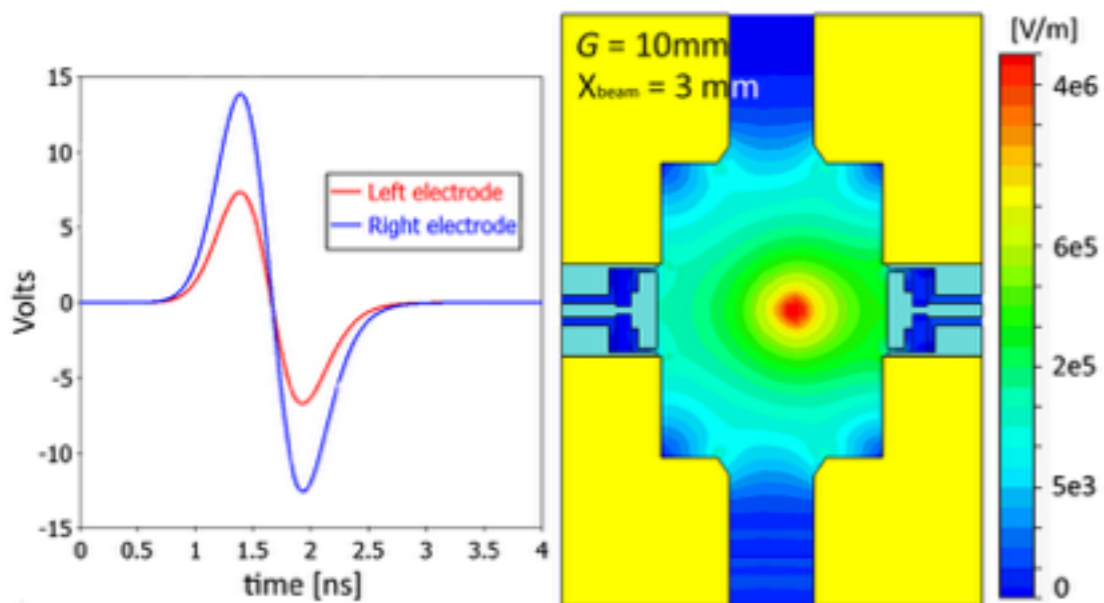 15
10
5
0
-5
-10
-15
Volts
0 0.5 1 1.5 2 2.5 3 3.5 4
time [ns]
Left electrode
Right electrode
G = 10mm
Xbeam = 3 mm
[V/m]
4e6
6e5
2e5
5e3
0